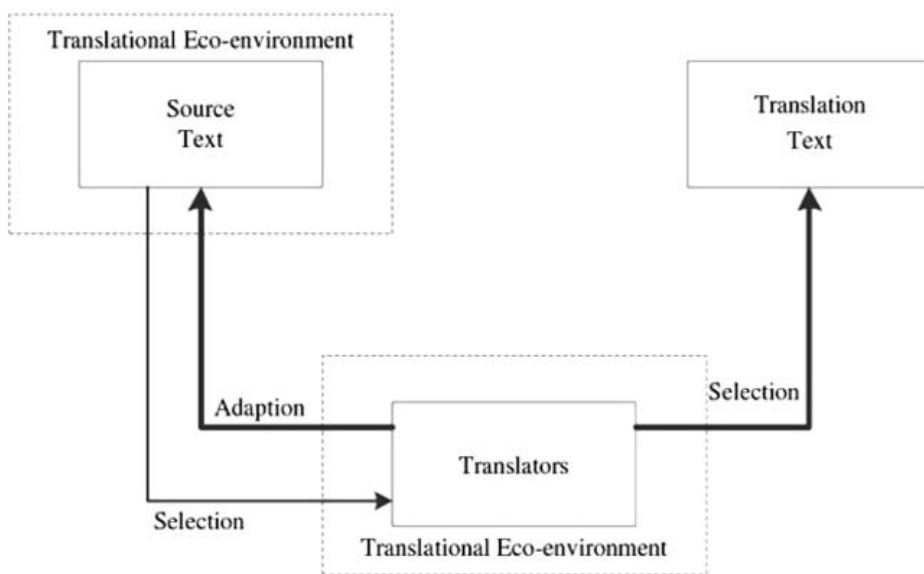 Translational Eco-environment
Source
Text
Translation
Text
Adaption
Selection
Translators
Selection
Translational Eco-environment